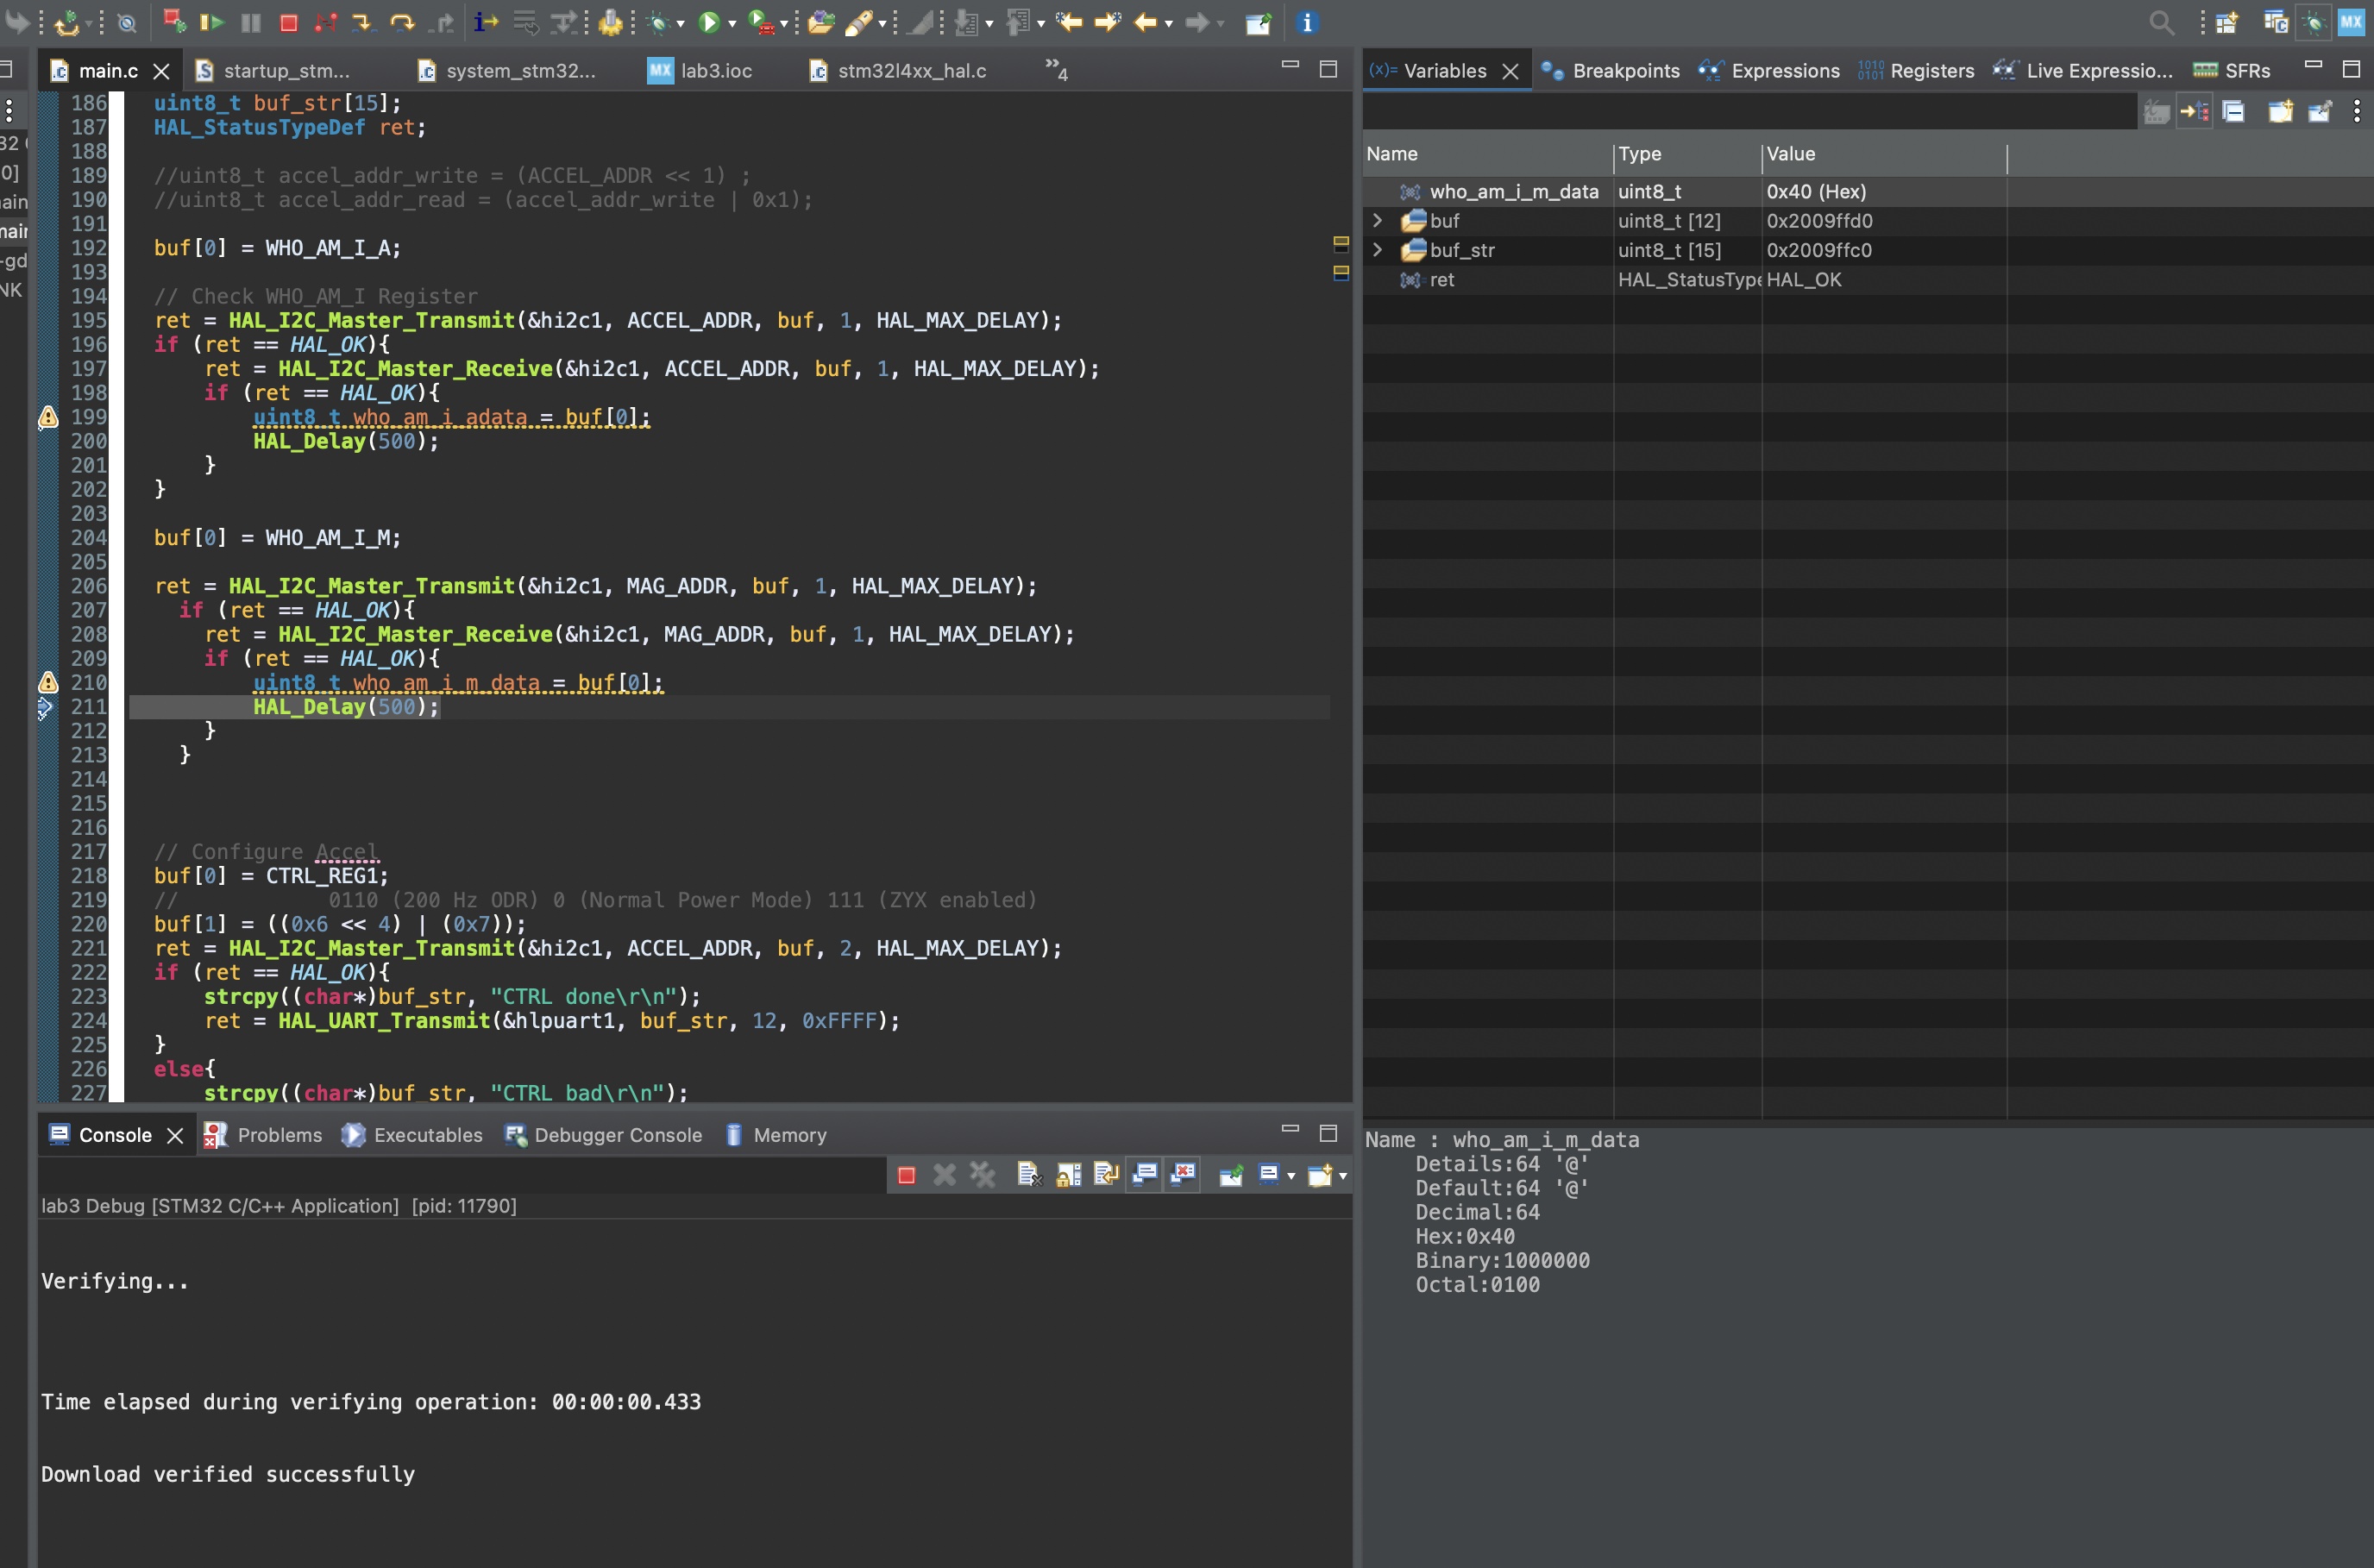 main.c
startup_stm...
system_stm32...
MX lab3.ioc
stm32l4xx_hal.c
»4
186 uint8_t buf_str[15];
187 HAL_StatusTypeDef ret;
188
189 //uint8_t accel_addr_write = (ACCEL_ADDR << 1) ;
190 //uint8_t accel_addr_read = (accel_addr_write | 0x1);
191
192 buf[0] = WHO_AM_I_A;
193
194 // Check WHO_AM_I Register
195 ret = HAL_I2C_Master_Transmit(&hi2c1, ACCEL_ADDR, buf, 1, HAL_MAX_DELAY);
196 if (ret == HAL_OK){
197 ret = HAL_I2C_Master_Receive(&hi2c1, ACCEL_ADDR, buf, 1, HAL_MAX_DELAY);
198 if (ret == HAL_OK){
199 uint8_t who_am_i_adata = buf[0];
200 HAL_Delay(500);
201 }
202 }
203
204 buf[0] = WHO_AM_I_M;
205
206 ret = HAL_I2C_Master_Transmit(&hi2c1, MAG_ADDR, buf, 1, HAL_MAX_DELAY);
207 if (ret == HAL_OK){
208 ret = HAL_I2C_Master_Receive(&hi2c1, MAG_ADDR, buf, 1, HAL_MAX_DELAY);
209 if (ret == HAL_OK){
210 uint8_t who_am_i_m_data = buf[0];
211 HAL_Delay(500);
212 }
213 }
214
215
216
217 // Configure Accel
218 buf[0] = CTRL_REG1;
219 // 0110 (200 Hz ODR) 0 (Normal Power Mode) 111 (ZYX enabled)
220 buf[1] = ((0x6 << 4) | (0x7));
221 ret = HAL_I2C_Master_Transmit(&hi2c1, ACCEL_ADDR, buf, 2, HAL_MAX_DELAY);
222 if (ret == HAL_OK){
223 strcpy((char*)buf_str, "CTRL done\r\n");
224 ret = HAL_UART_Transmit(&hlpuart1, buf_str, 12, 0xFFFF);
225 }
226 else{
227 strcpy((char*)buf_str, "CTRL bad\r\n");
(x)= Variables
Breakpoints
Expressions
1010 0101 Registers
Live Expressio...
SFRs
MX
Name Type Value
who_am_i_m_data uint8_t 0x40 (Hex)
buf uint8_t [12] 0x2009ffd0
buf_str uint8_t [15] 0x2009ffc0
ret HAL_StatusType HAL_OK
Name : who_am_i_m_data
Details:64 '@'
Default:64 '@'
Decimal:64
Hex:0x40
Binary:1000000
Octal:0100
Console
Problems
Executables
Debugger Console
Memory
lab3 Debug [STM32 C/C++ Application] [pid: 11790]
Verifying...
Time elapsed during verifying operation: 00:00:00.433
Download verified successfully